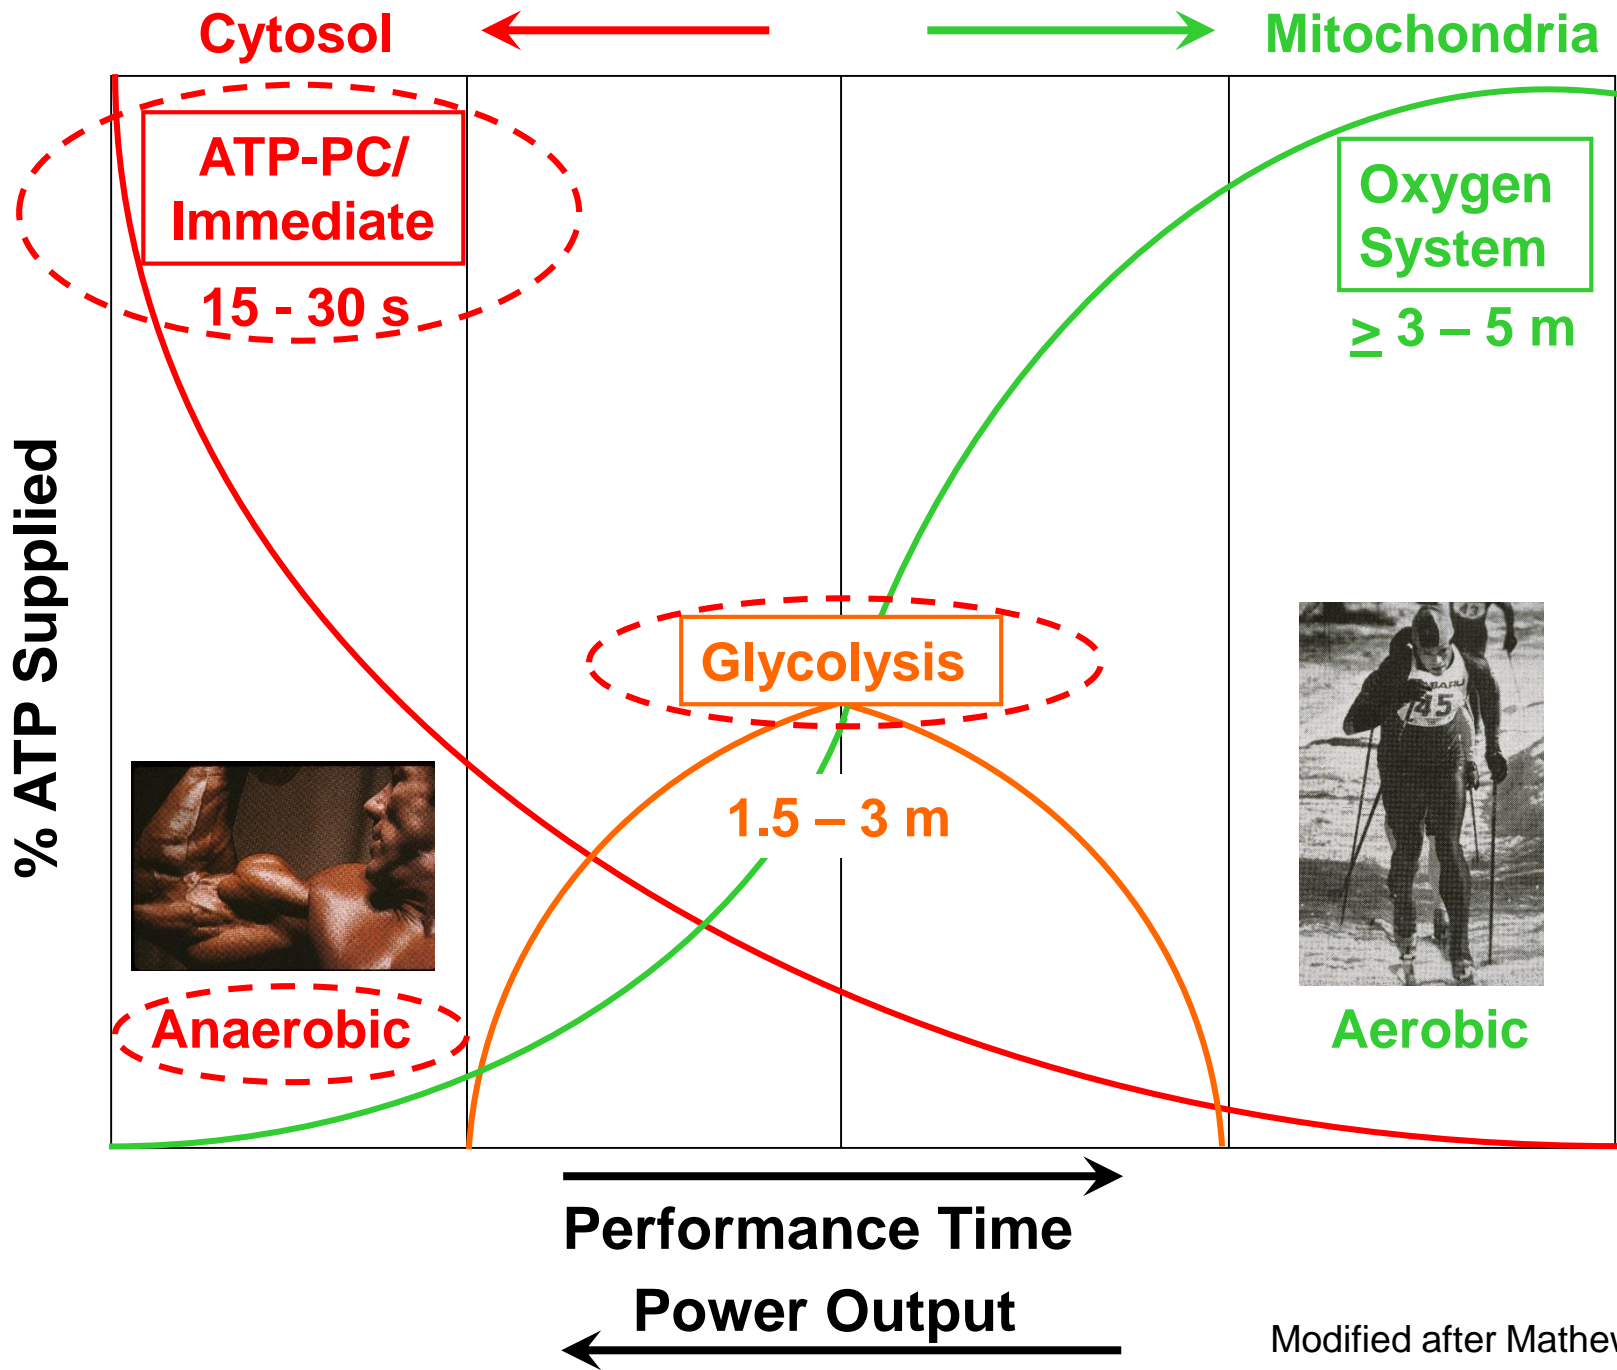 Cytosol
Mitochondria
ATP-PC/
Immediate
15 - 30 s
Oxygen
System
≥ 3 – 5 m
% ATP Supplied
Glycolysis
1.5 – 3 m
45
Anaerobic
Aerobic
Performance Time
Power Output
Modified after Mathew